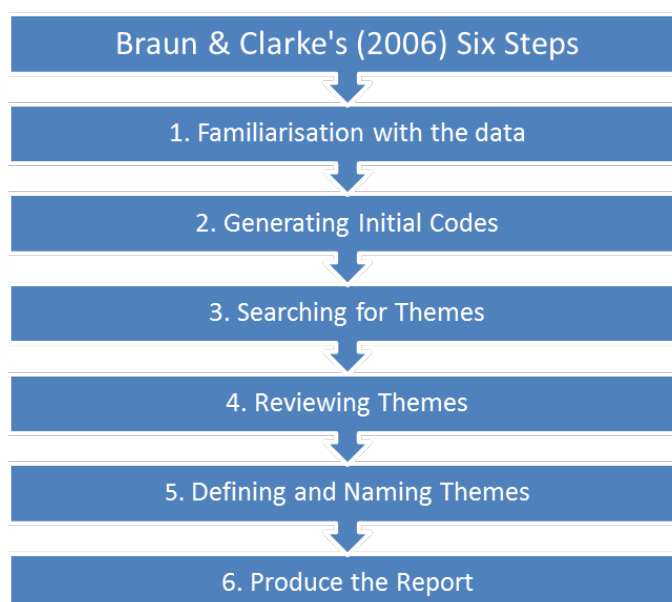 Braun & Clarke's (2006) Six Steps
1. Familiarisation with the data
2. Generating Initial Codes
3. Searching for Themes
4. Reviewing Themes
5. Defining and Naming Themes
6. Produce the Report